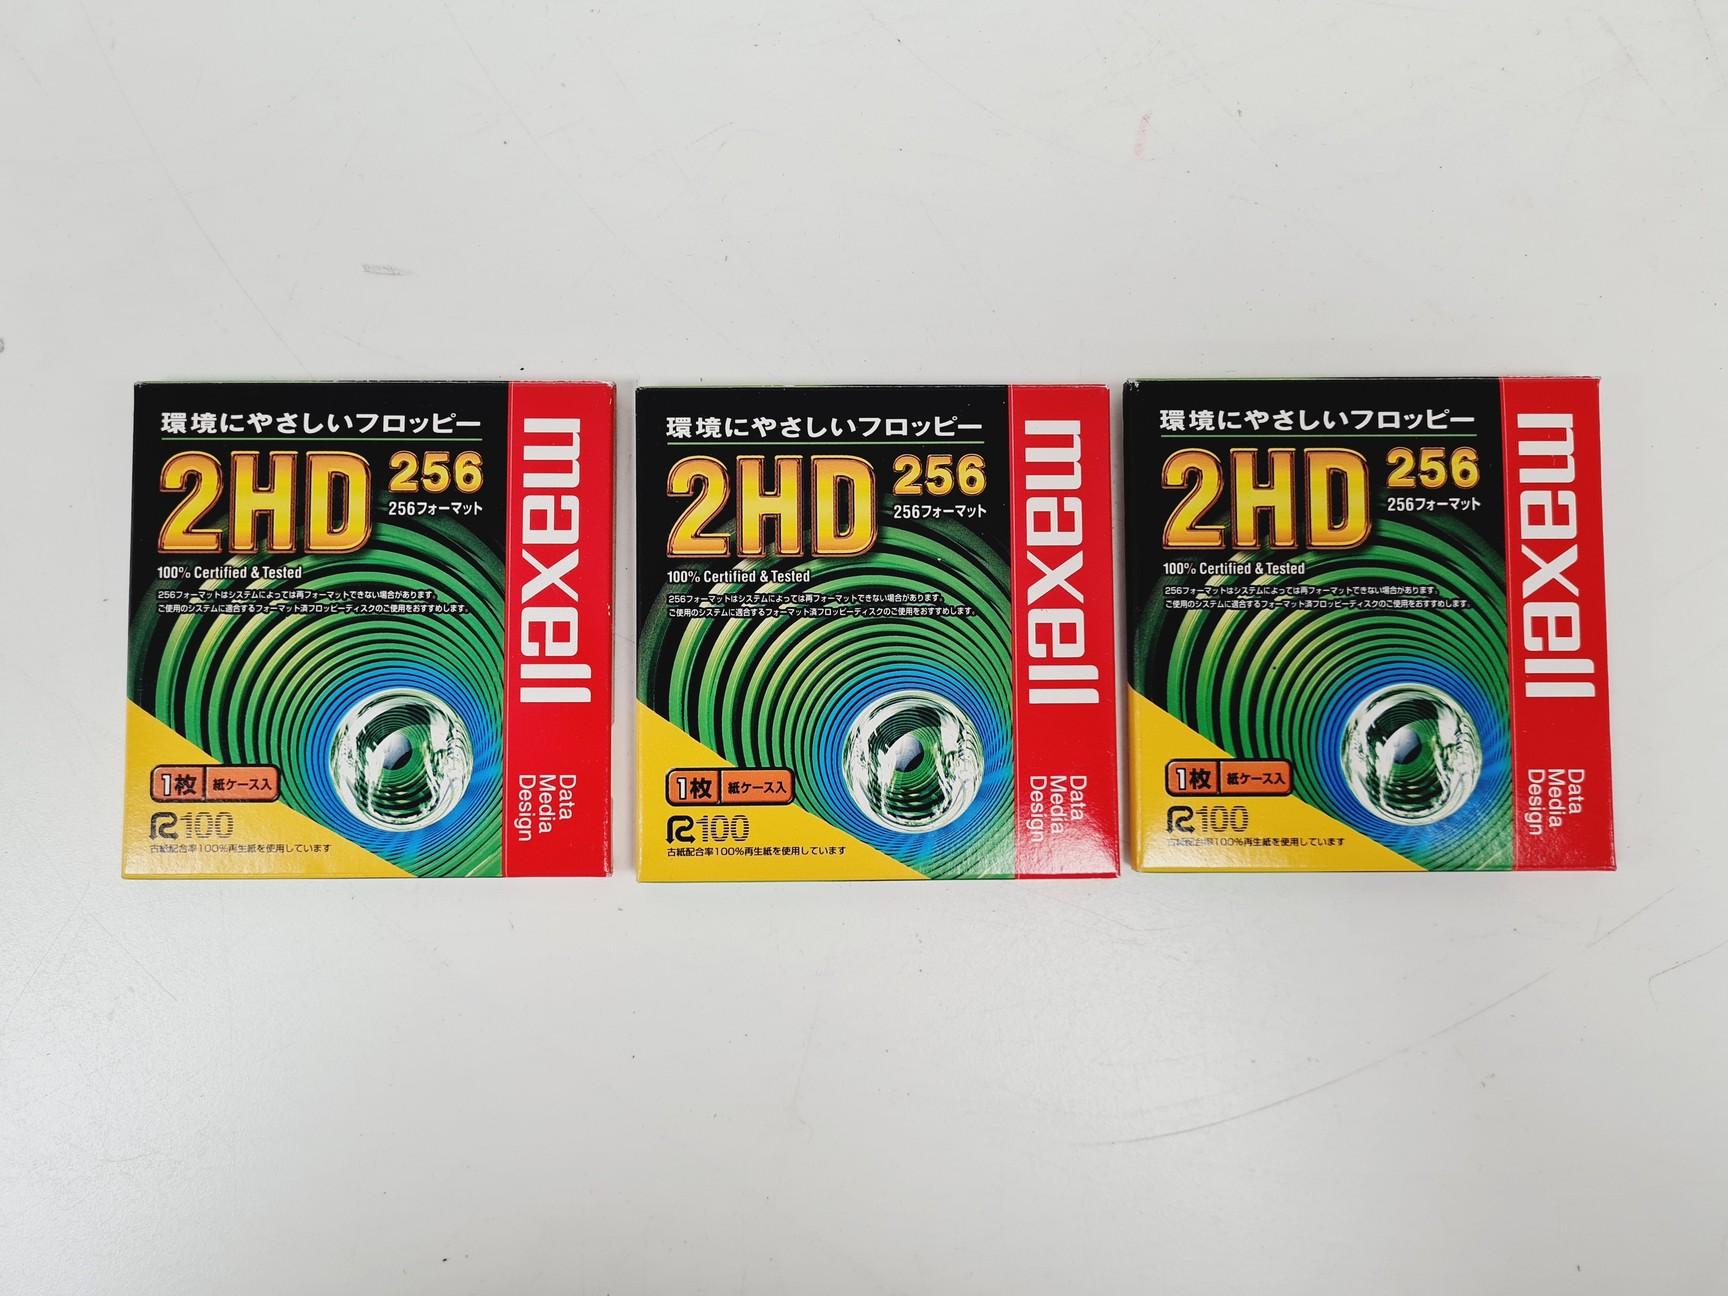 環境にやさしいフロッピー
2HD 256
256フォーマット
100% Certified & Tested
256フォーマットはシステムによっては再フォーマットできない場合があります。
ご使用のシステムに適合するフォーマット済フロッピーディスクのご使用をおすすめします。
1枚 紙ケース入
R100
古紙配合率100%再生紙を使用しています
maxell
Data
Media
Design
環境にやさしいフロッピー
2HD 256
256フォーマット
100% Certified & Tested
256フォーマットはシステムによっては再フォーマットできない場合があります。
ご使用のシステムに適合するフォーマット済フロッピーディスクのご使用をおすすめします。
1枚 紙ケース入
R100
古紙配合率100%再生紙を使用しています
maxell
Data
Media
Design
環境にやさしいフロッピー
2HD 256
256フォーマット
100% Certified & Tested
256フォーマットはシステムによっては再フォーマットできない場合があります。
ご使用のシステムに適合するフォーマット済フロッピーディスクのご使用をおすすめします。
1枚 紙ケース入
R100
古紙配合率100%再生紙を使用しています
maxell
Data
Media
Design